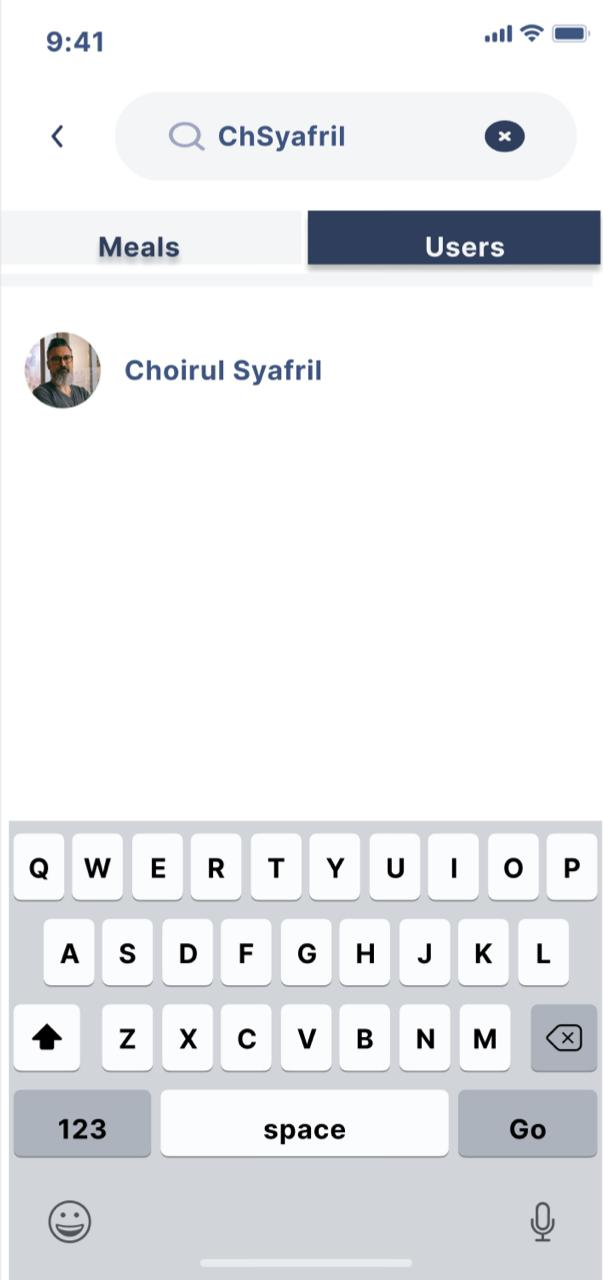 9:41
ChSyafril
Meals Users
Choirul Syafril
Q W E R T Y U I O P
A S D F G H J K L
Z X C V B N M
123 space Go